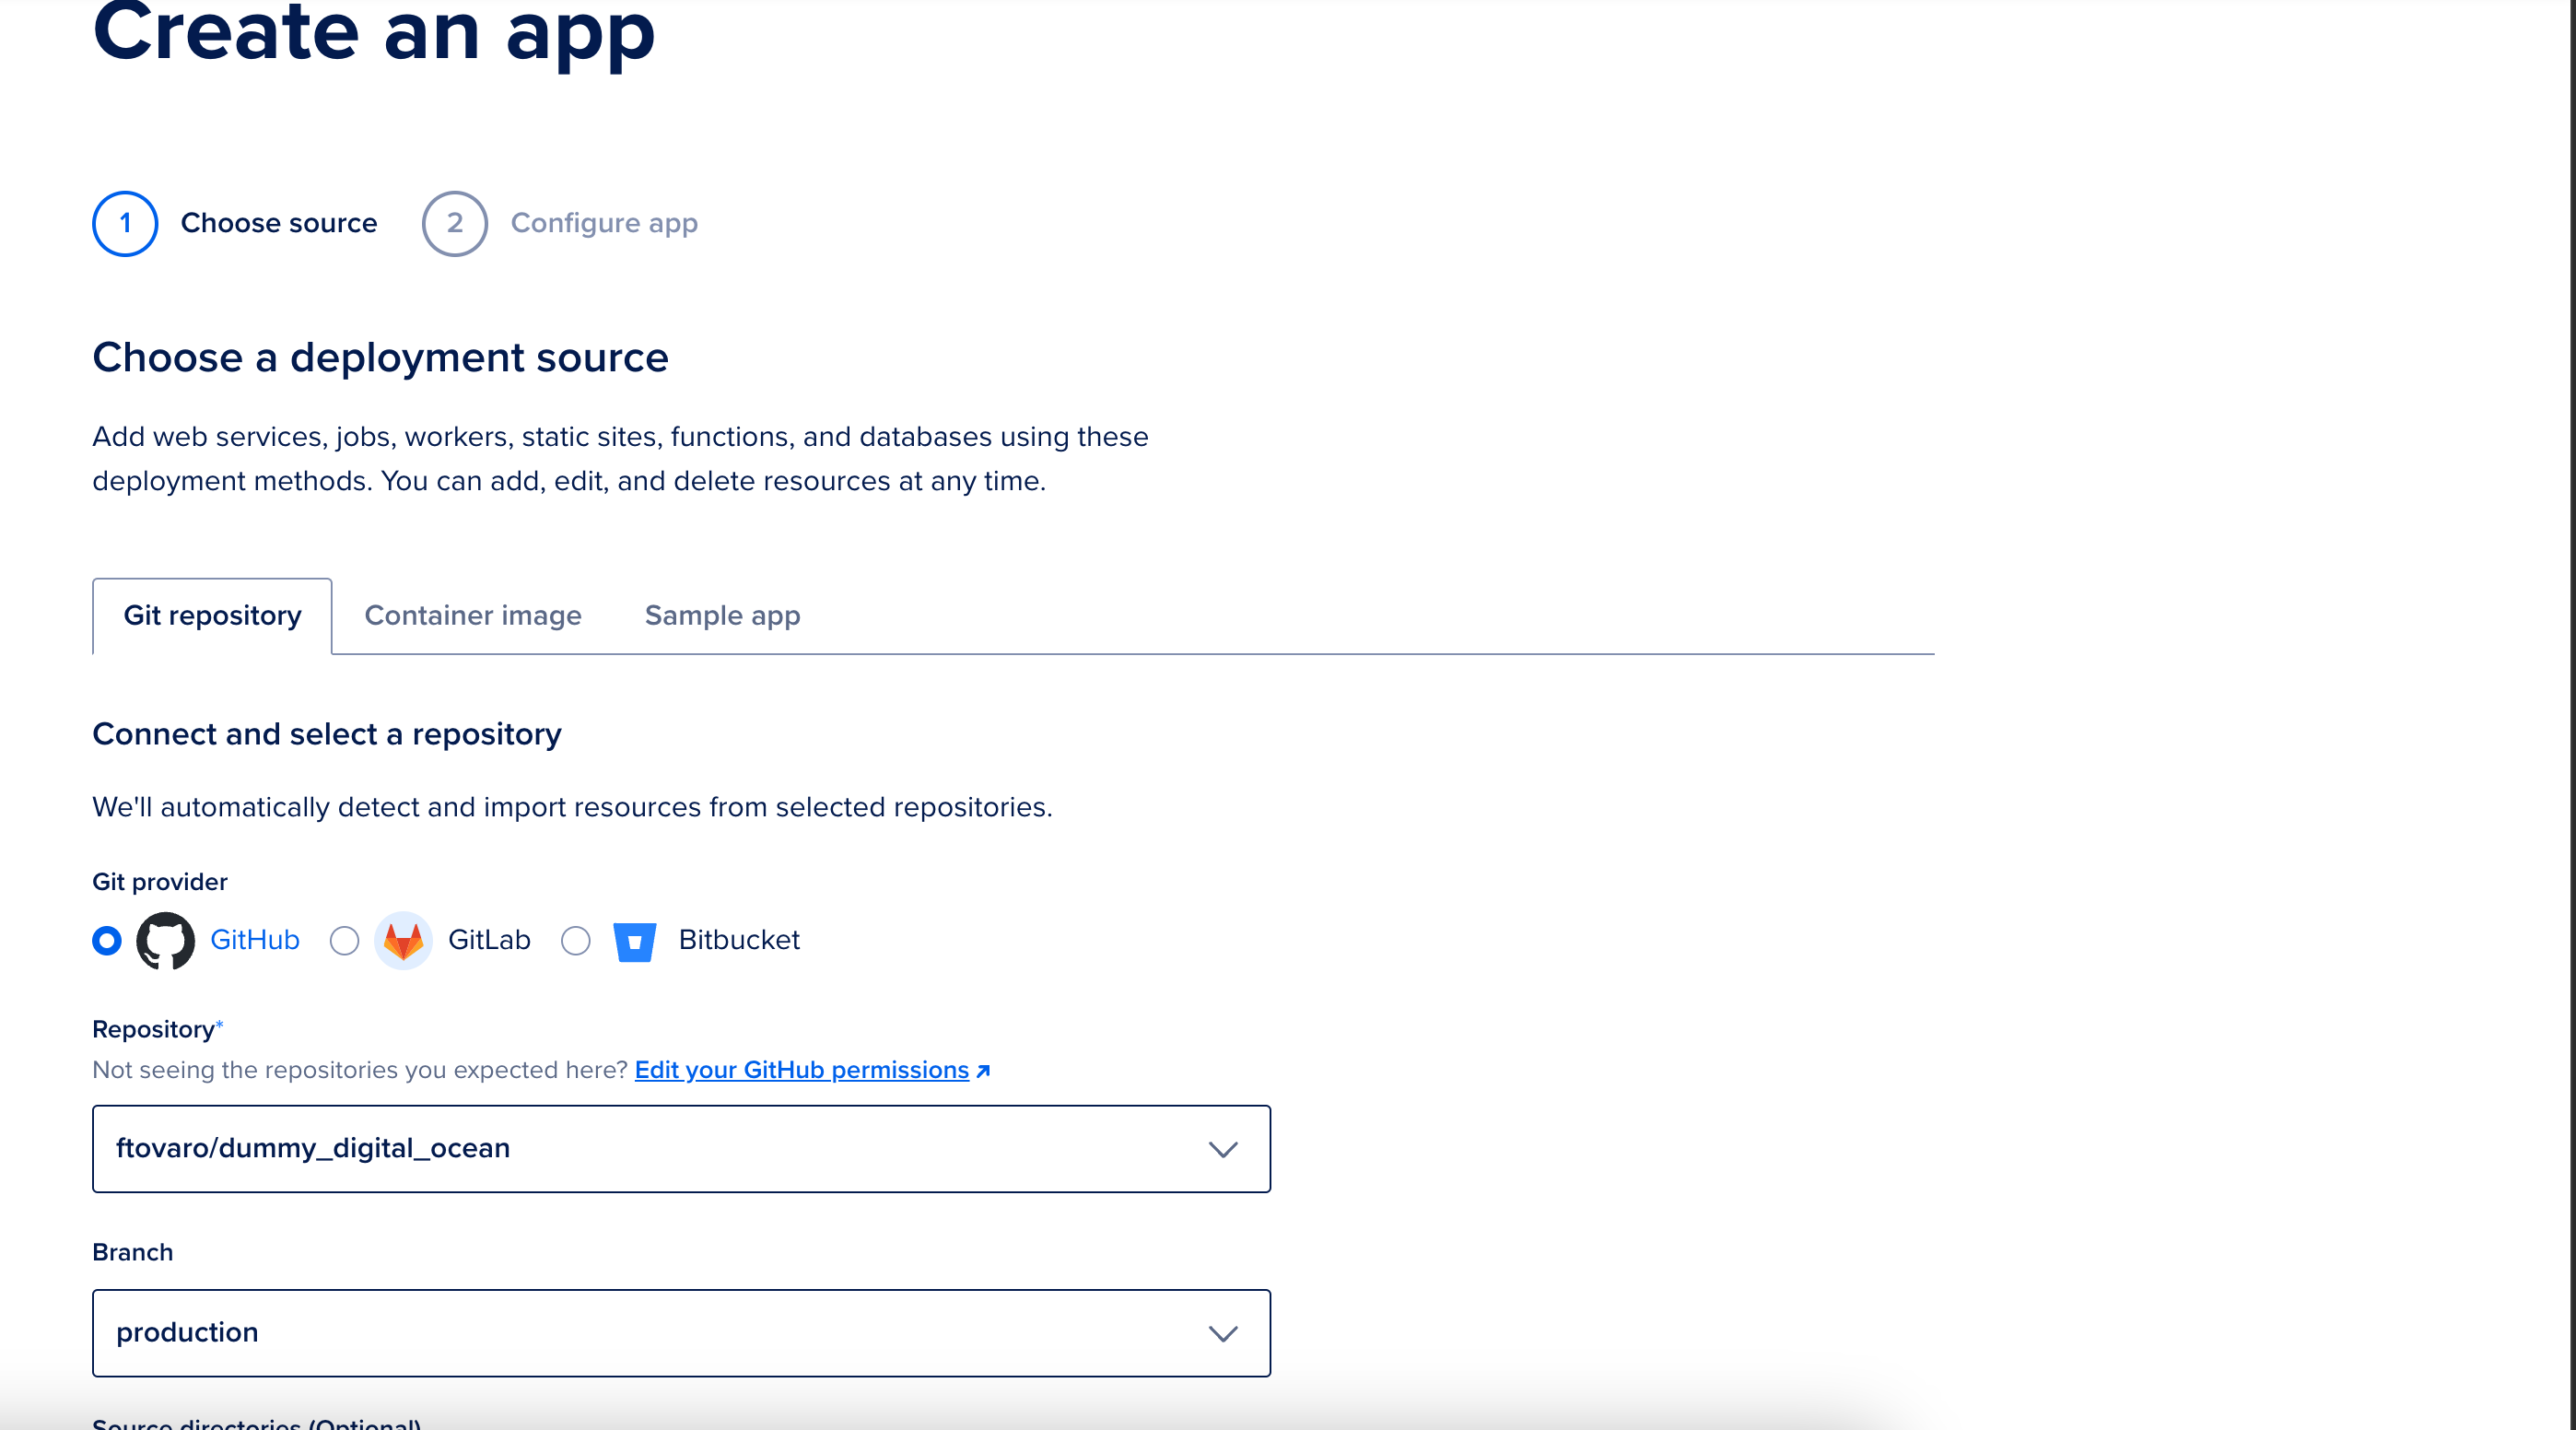 Create an app
1 Choose source 2 Configure app
Choose a deployment source
Add web services, jobs, workers, static sites, functions, and databases using these
deployment methods. You can add, edit, and delete resources at any time.
Git repository Container image Sample app
Connect and select a repository
We'll automatically detect and import resources from selected repositories.
Git provider
GitHub GitLab Bitbucket
Repository*
Not seeing the repositories you expected here? Edit your GitHub permissions
ftovaro/dummy_digital_ocean
Branch
production
Source directories (Optional)